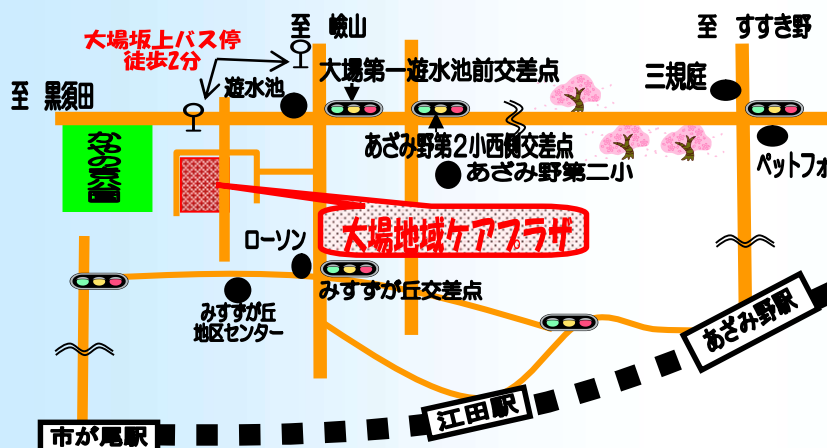 至 嶮山
至 すすき野
大場坂上バス停
徒歩2分
大場第一遊水池前交差点
三規庭
遊水池
至 黒須田
あざみ野第2小西側交差点
ペットフォ
あざみ野第二小
大場地域ケアプラザ
ローソン
みすずが丘交差点
みすずが丘
地区センター
あざみ野駅
江田駅
市が尾駅